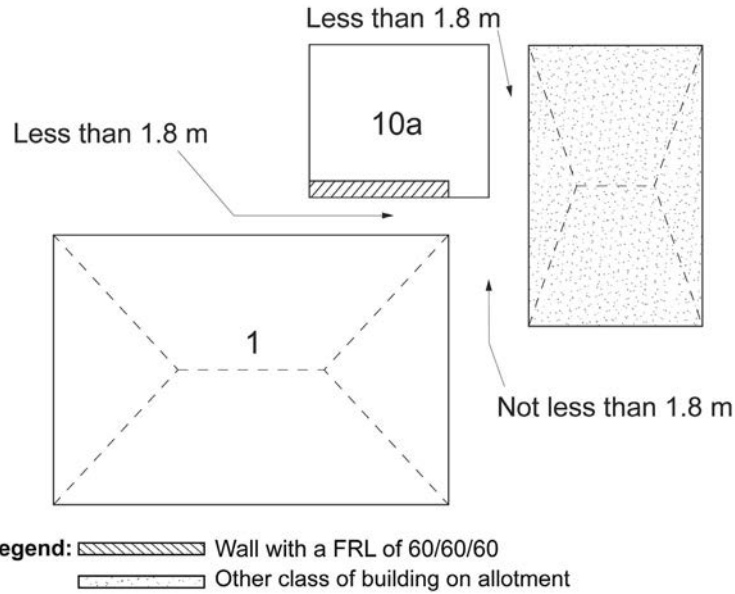 Less than 1.8 m
10a
Less than 1.8 m
1
Not less than 1.8 m
egend: Wall with a FRL of 60/60/60
Other class of building on allotment